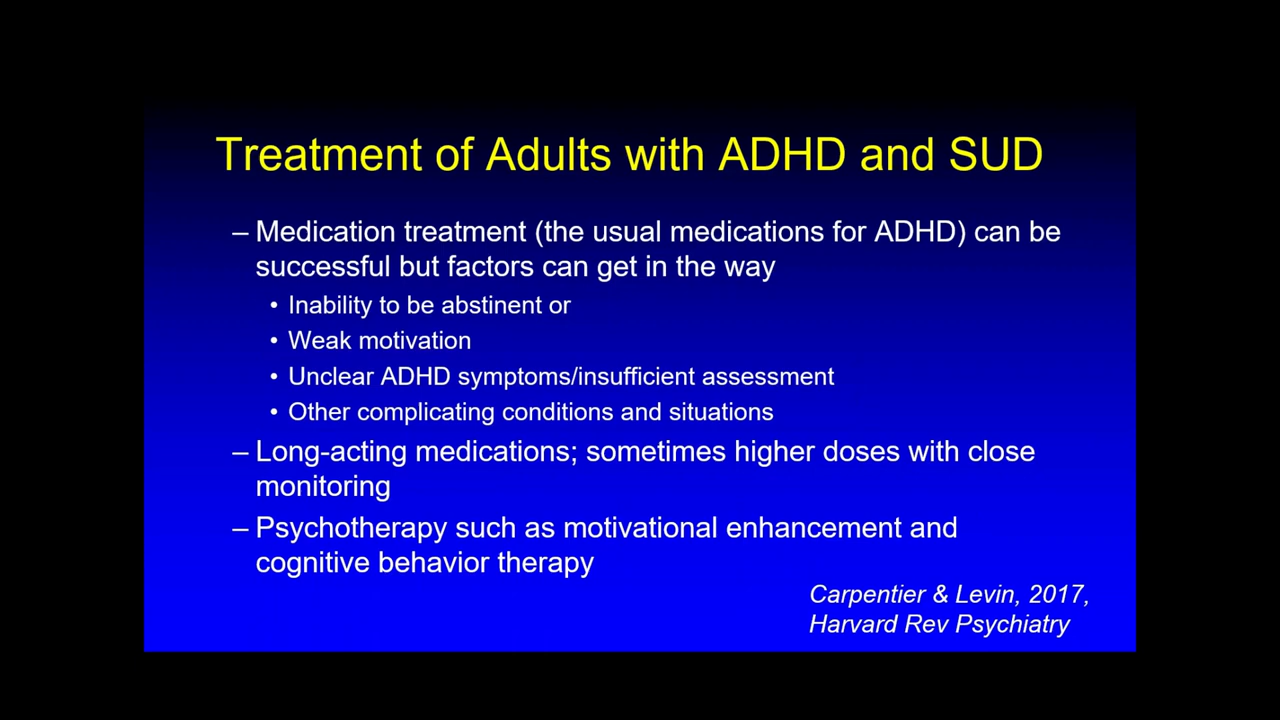 Treatment of Adults with ADHD and SUD
– Medication treatment (the usual medications for ADHD) can be
successful but factors can get in the way
• Inability to be abstinent or
• Weak motivation
• Unclear ADHD symptoms/insufficient assessment
• Other complicating conditions and situations
– Long-acting medications; sometimes higher doses with close
monitoring
– Psychotherapy such as motivational enhancement and
cognitive behavior therapy
Carpentier & Levin, 2017,
Harvard Rev Psychiatry